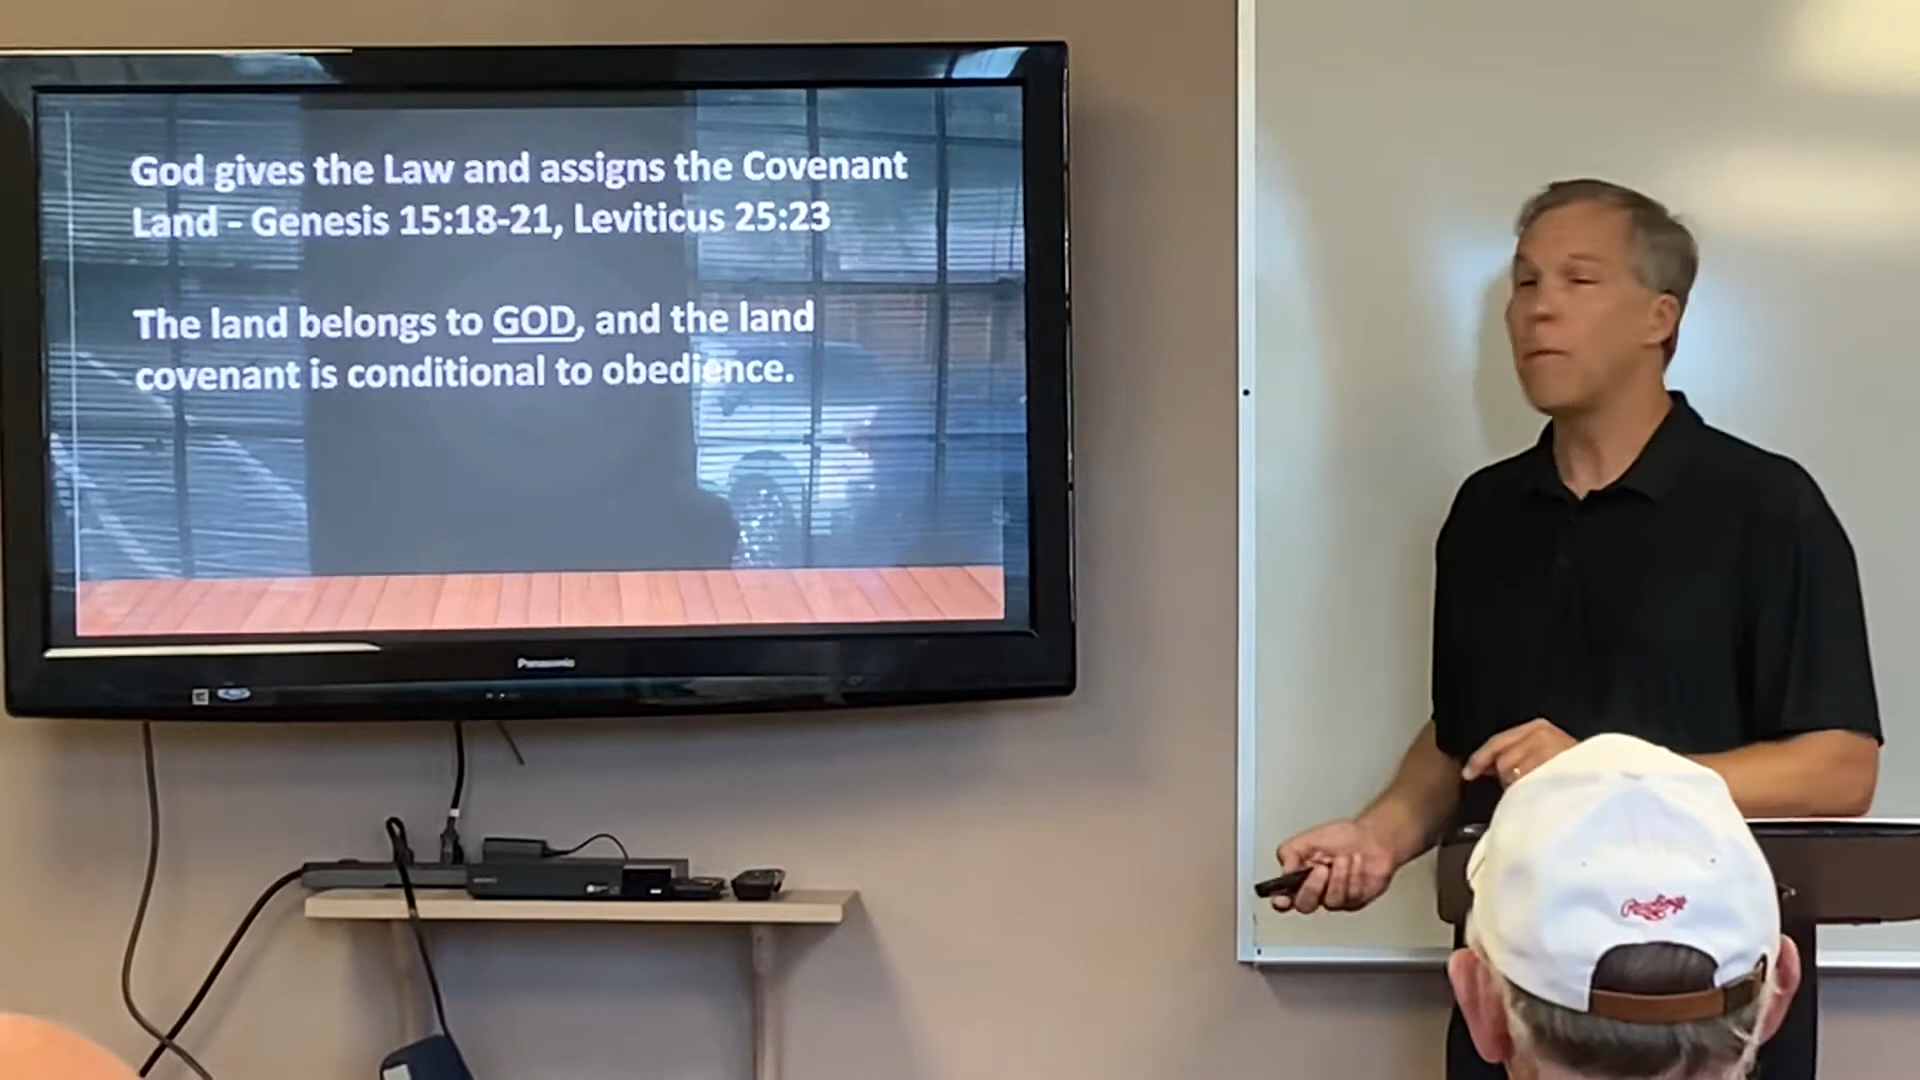 God gives the Law and assigns the Covenant
Land - Genesis 15:18-21, Leviticus 25:23
The land belongs to GOD, and the land
covenant is conditional to obedience.
Panasonic
Rawlings